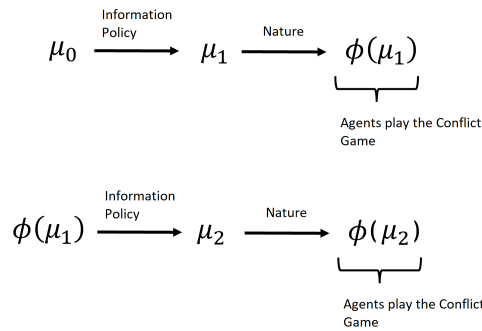 Information
Policy
Nature
μ₀ μ₁ ϕ(μ₁)
Agents play the Conflict
Game
Information
Policy
Nature
ϕ(μ₁) μ₂ ϕ(μ₂)
Agents play the Conflict
Game